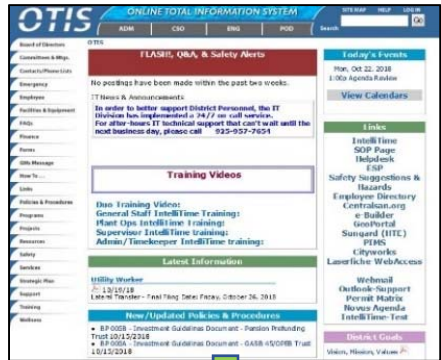 OTIS
ONLINE TOTAL INFORMATION SYSTEM
SITE MAP HELP LOG IN
ADM CSO ENG POD
Search
Go
Board of Directors
Committees & Mtgs.
Contacts/Phone Lists
Emergency
Employee
Facilities & Equipment
FAQs
Finance
Forms
GMs Message
How To ...
Links
Policies & Procedures
Programs
Projects
Resources
Safety
Services
Strategic Plan
Support
Training
Wellness
OTIS
FLASH!, Q&A, & Safety Alerts
No postings have been made within the past two weeks.
IT News & Announcements
In order to better support District Personnel, the IT
Division has implemented a 24/7 on call service.
For after-hours IT technical support that can't wait until the
next business day, please call 925-957-7654
Training Videos
Duo Training Video:
General Staff IntelliTime Training:
Plant Ops IntelliTime training:
Supervisor IntelliTime training:
Admin/Timekeeper IntelliTime training:
Latest Information
Utility Worker
10/19/18
Lateral Transfer - Final Filing Date: Friday, October 26, 2018
New/Updated Policies & Procedures
• BP 005B - Investment Guidelines Document - Pension Prefunding
Trust 10/15/2018
• BP 005A - Investment Guidelines Document - GASB 45/OPEB Trust
10/15/2018
Today's Events
Mon, Oct 22, 2018
1:00p Agenda Review
View Calendars
Links
IntelliTime
SOP Page
Helpdesk
ESP
Safety Suggestions &
Hazards
Employee Directory
Centralsan.org
e-Builder
GeoPortal
Sungard (HTE)
PIMS
Cityworks
Laserfiche WebAccess
Webmail
Outlook-Support
Permit Matrix
Novus Agenda
IntelliTime-Test
District Goals
Vision, Mission, Values